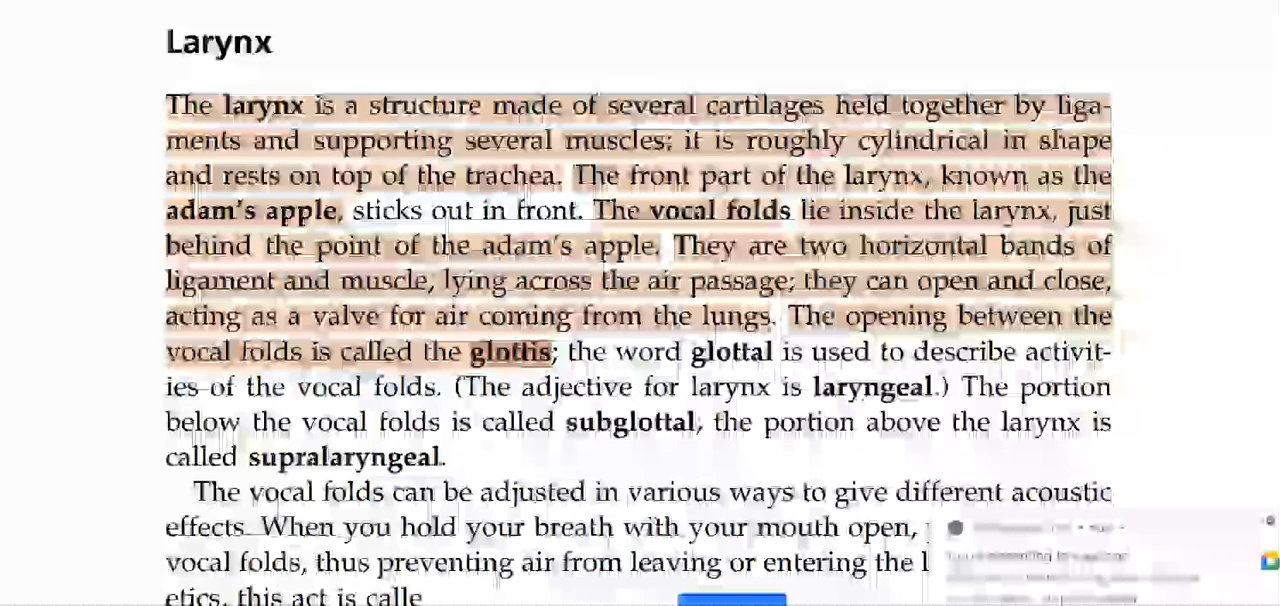 Larynx
The larynx is a structure made of several cartilages held together by liga-
ments and supporting several muscles; it is roughly cylindrical in shape
and rests on top of the trachea. The front part of the larynx, known as the
adam's apple, sticks out in front. The vocal folds lie inside the larynx, just
behind the point of the adam's apple. They are two horizontal bands of
ligament and muscle, lying across the air passage; they can open and close,
acting as a valve for air coming from the lungs. The opening between the
vocal folds is called the glottis; the word glottal is used to describe activit-
ies of the vocal folds. (The adjective for larynx is laryngeal.) The portion
below the vocal folds is called subglottal; the portion above the larynx is
called supralaryngeal.
The vocal folds can be adjusted in various ways to give different acoustic
effects. When you hold your breath with your mouth open,
vocal folds, thus preventing air from leaving or entering the l
etics, this act is calle